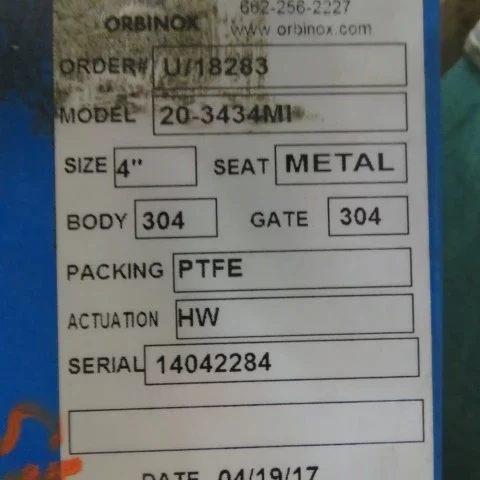 662-256-2227
ORBINOX www.orbinox.com
ORDER# U/18283
MODEL 20-3434MI
SIZE 4" SEAT METAL
BODY 304 GATE 304
PACKING PTFE
ACTUATION HW
SERIAL 14042284
DATE 04/19/17